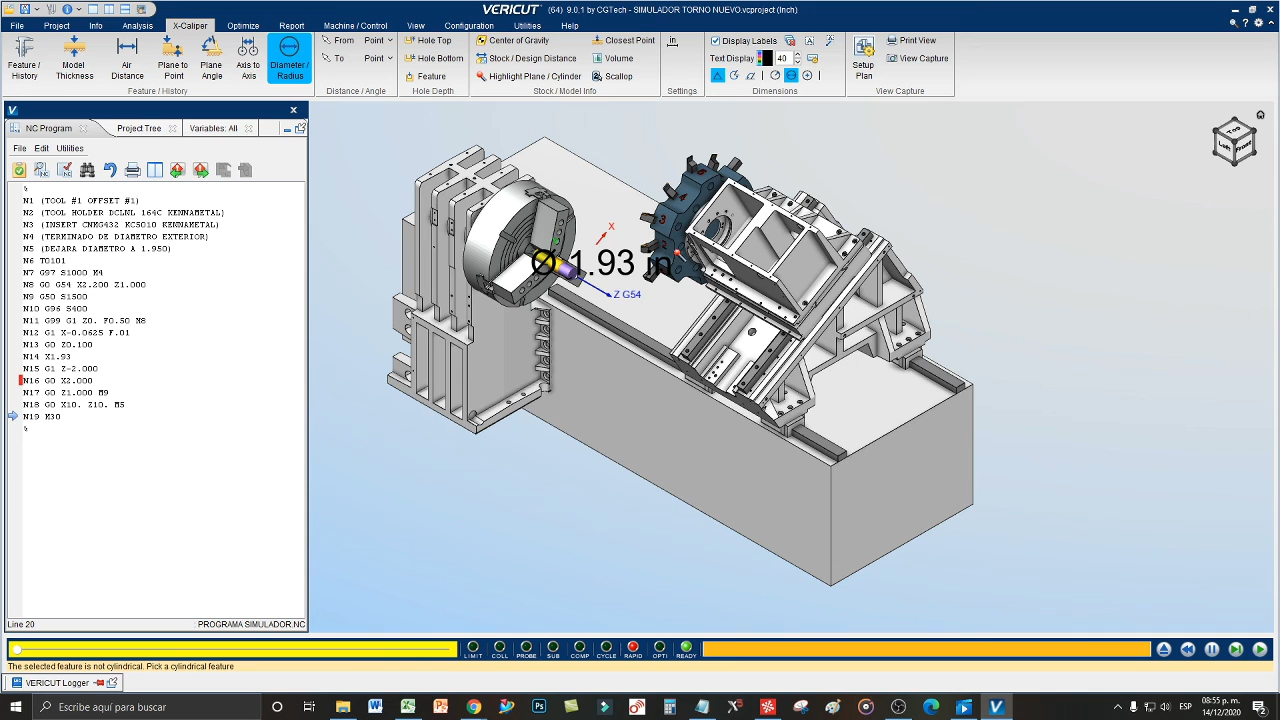 VERICUT (64) 9.0.1 by CGTech - SIMULADOR TORNO NUEVO.vcproject (Inch)
File Project Info Analysis X-Caliper Optimize Report Machine / Control View Configuration Utilities Help
Feature / History
Model Thickness
Air Distance
Plane to Point
Plane Angle
Axis to Axis
Diameter / Radius
Feature / History
From Point
To Point
Distance / Angle
Hole Top
Hole Bottom
Feature
Hole Depth
Center of Gravity
Stock / Design Distance
Highlight Plane / Cylinder
Closest Point
Volume
Scallop
Stock / Model Info
in
Settings
Display Labels
Text Display 40
Dimensions
Setup Plan
Print View
View Capture
View Capture
NC Program Project Tree Variables: All
File Edit Utilities
%
N1 (TOOL #1 OFFSET #1)
N2 (TOOL HOLDER DCLNL 164C KENNAMETAL)
N3 (INSERT CNMG432 KC5010 KENNAMETAL)
N4 (TERMINADO DE DIAMETRO EXTERIOR)
N5 (DEJARA DIAMETRO A 1.950)
N6 T0101
N7 G97 S1000 M4
N8 G0 G54 X2.200 Z1.000
N9 G50 S1500
N10 G96 S400
N11 G99 G1 Z0. F0.50 M8
N12 G1 X-0.0625 F.01
N13 G0 Z0.100
N14 X1.93
N15 G1 Z-2.000
N16 G0 X2.000
N17 G0 Z1.000 M9
N18 G0 X10. Z10. M5
N19 M30
%
X
Ø 1.93 in
Z G54
Top
Left
Front
2
3
4
Line 20 : PROGRAMA SIMULADOR.NC
LIMIT COLL PROBE SUB COMP CYCLE RAPID OPTI READY
The selected feature is not cylindrical. Pick a cylindrical feature
VERICUT Logger
Escribe aquí para buscar
ESP
08:55 p. m.
14/12/2020
2